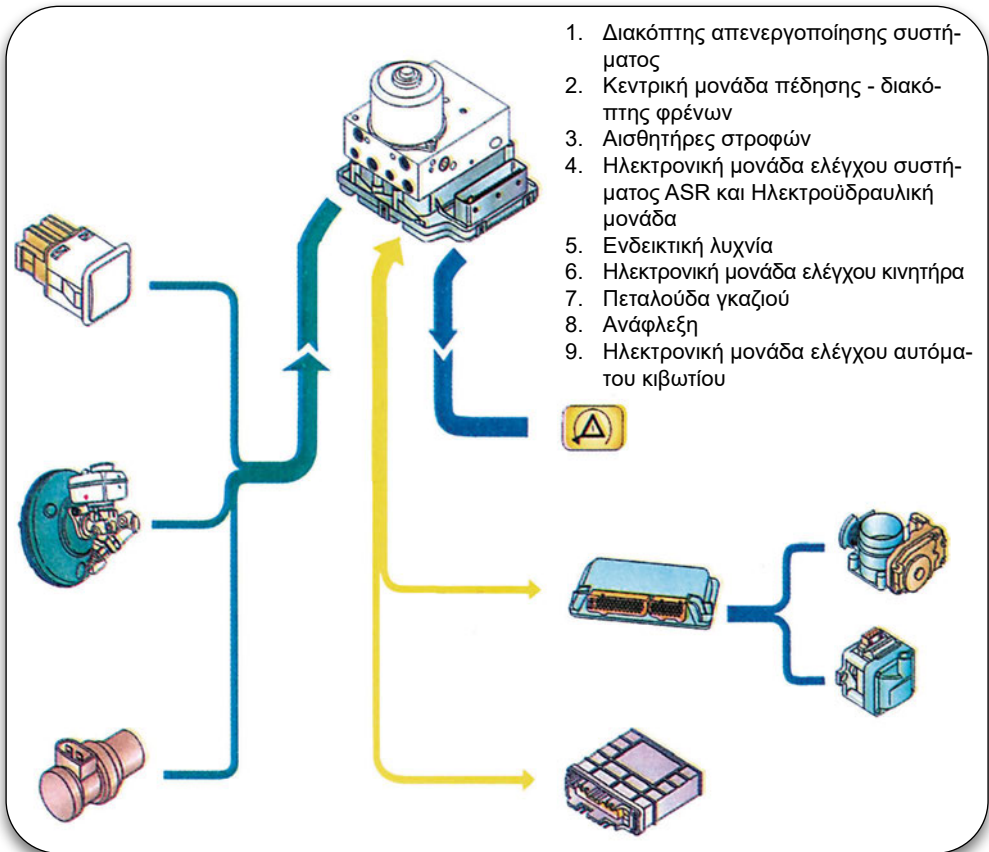 1. Διακόπτης απενεργοποίησης συστή-
ματος
2. Κεντρική μονάδα πέδησης - διακό-
πτης φρένων
3. Αισθητήρες στροφών
4. Ηλεκτρονική μονάδα ελέγχου συστή-
ματος ASR και Ηλεκτροϋδραυλική
μονάδα
5. Ενδεικτική λυχνία
6. Ηλεκτρονική μονάδα ελέγχου κινητήρα
7. Πεταλούδα γκαζιού
8. Ανάφλεξη
9. Ηλεκτρονική μονάδα ελέγχου αυτόμα-
του κιβωτίου